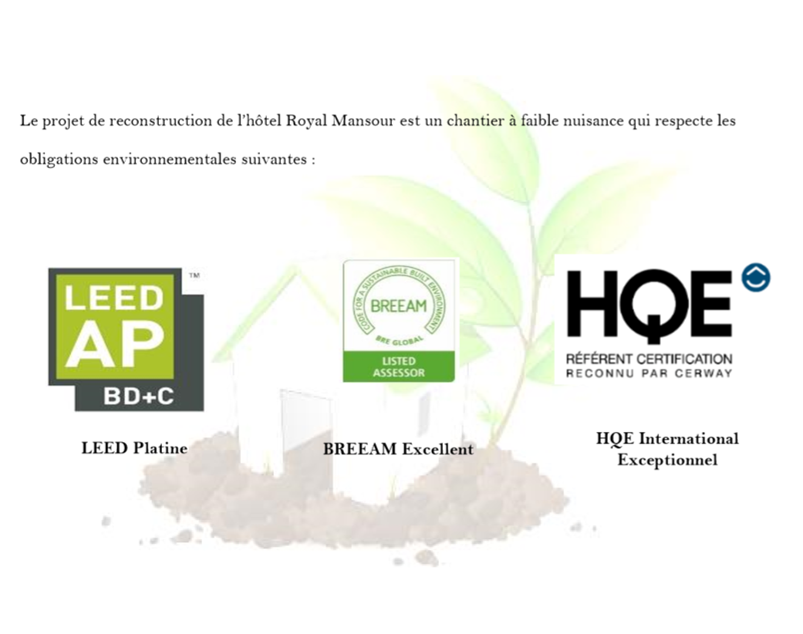 Le projet de reconstruction de l'hôtel Royal Mansour est un chantier à faible nuisance qui respecte les
obligations environnementales suivantes :
LEED
AP
BD+C
TM
CODE FOR A SUSTAINABLE BUILT ENVIRONMENT
BREEAM
BRE GLOBAL
LISTED
ASSESSOR
HQE
RÉFÉRENT CERTIFICATION
RECONNU PAR CERWAY
LEED Platine
BREEAM Excellent
HQE International
Exceptionnel